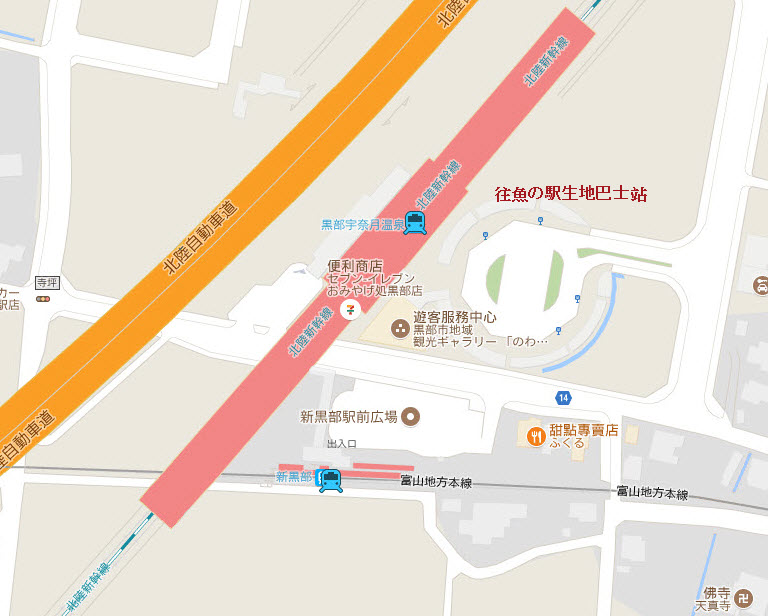 北陸
北陸新幹線
北陸新幹線
往魚の駅生地巴士站
北陸自動車道
黒部宇奈月温泉
便利商店
セブン-イレブン
おみやげ処黒部店
寺坪
カー
駅店
北陸新幹線
遊客服務中心
黒部市地域
観光ギャラリー「のわ…
14
新黒部駅前広場
甜點專賣店
ふくる
出入口
陸自動車道
新黒部
富山地方本線
富山地方本線
北陸新幹線
佛寺
天真寺